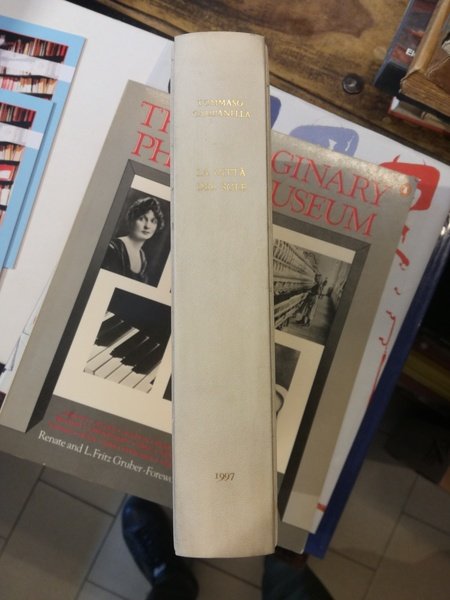 TOMMASO
CAMPANELLA
LA CITTÀ
DEL SOLE
1997
TH
GINARY
PH
USEUM
Renate and L. Fritz Gruber-Forew